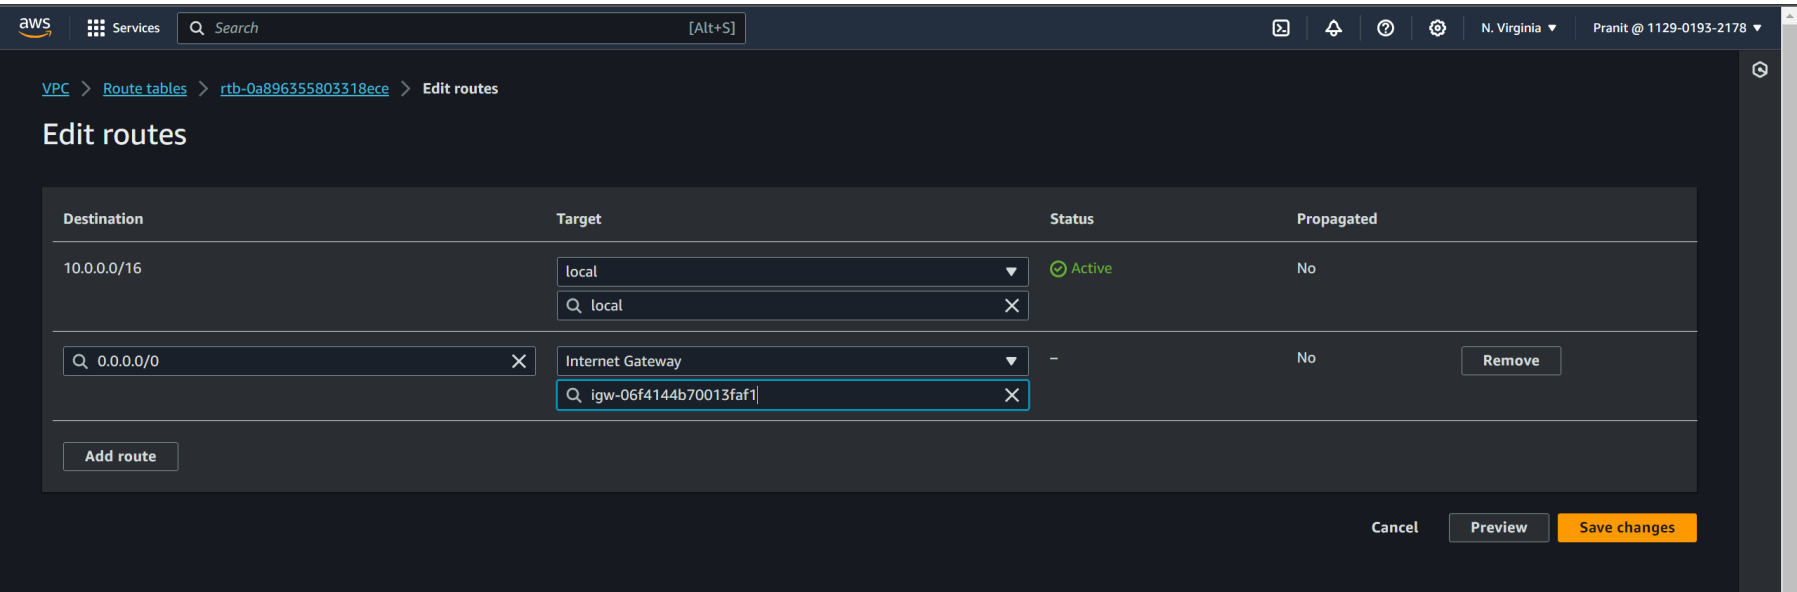 aws Services Search [Alt+S] N. Virginia Pranit @ 1129-0193-2178
VPC Route tables rtb-0a896355803318ece Edit routes
Edit routes
Destination Target Status Propagated
10.0.0.0/16 local Active No
local
0.0.0.0/0 Internet Gateway – No Remove
igw-06f4144b70013faf1
Add route
Cancel Preview Save changes